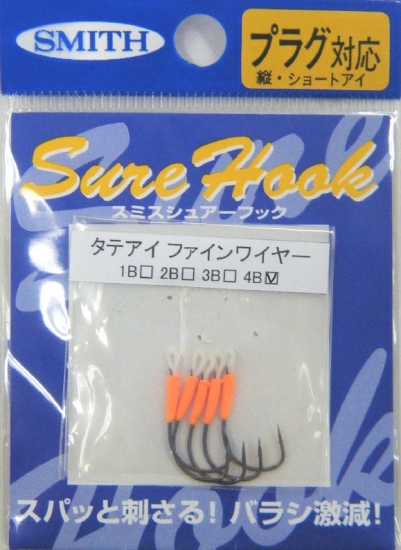 SMITH
プラグ対応
縦・ショートアイ
Sure Hook
スミスシュアーフック
タテアイ ファインワイヤー
1B□ 2B□ 3B□ 4B☑
スパッと刺さる! バラシ激減!